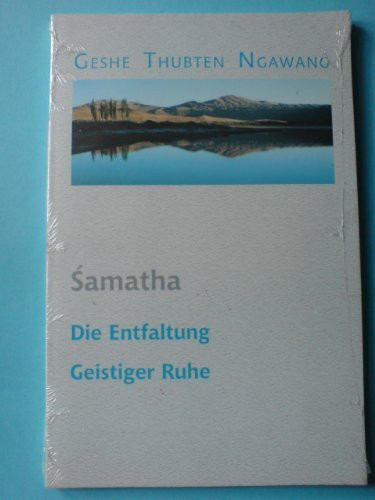 GESHE THUBTEN NGAWANG
Śamatha
Die Entfaltung
Geistiger Ruhe